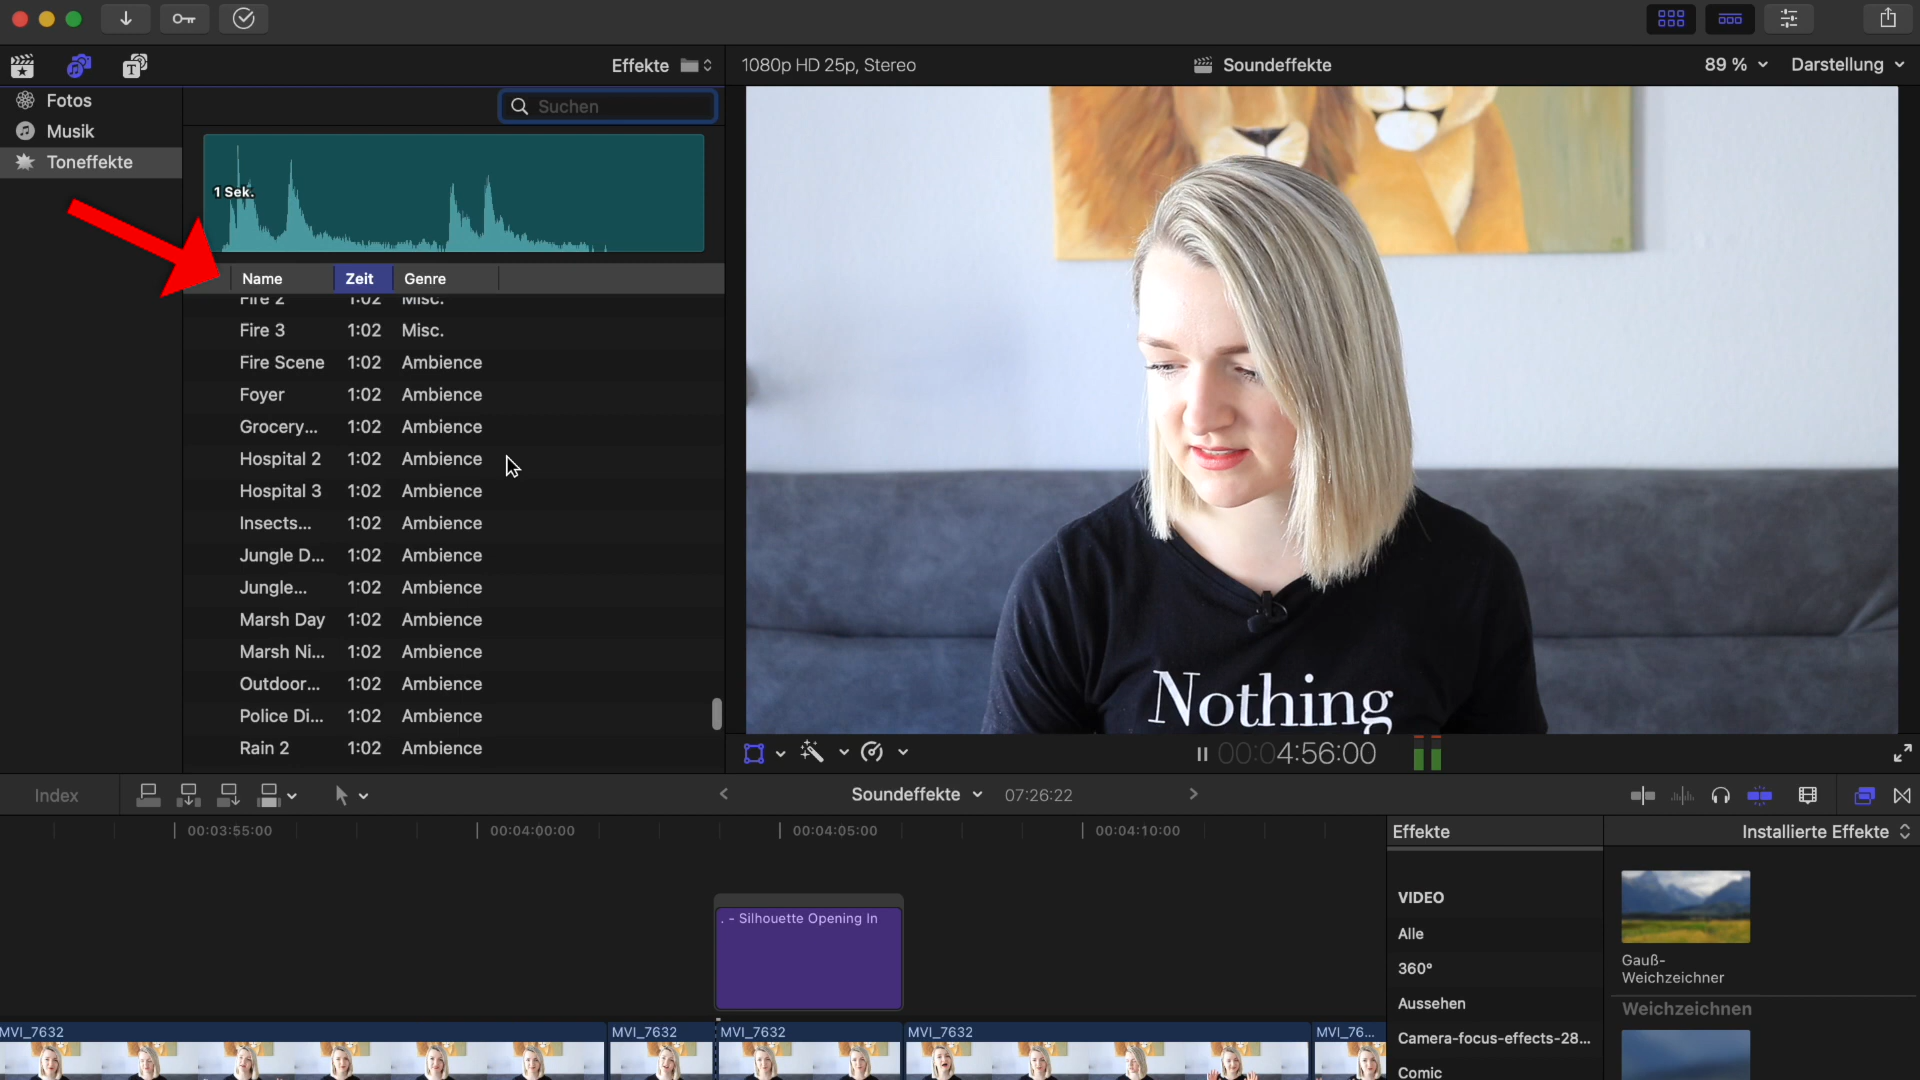 Effekte
1080p HD 25p, Stereo
Soundeffekte
89 %
Darstellung
Fotos
Musik
Toneffekte
Suchen
1 Sek.
Name Zeit Genre
Fire 2 1:02 Misc.
Fire 3 1:02 Misc.
Fire Scene 1:02 Ambience
Foyer 1:02 Ambience
Grocery... 1:02 Ambience
Hospital 2 1:02 Ambience
Hospital 3 1:02 Ambience
Insects... 1:02 Ambience
Jungle D... 1:02 Ambience
Jungle... 1:02 Ambience
Marsh Day 1:02 Ambience
Marsh Ni... 1:02 Ambience
Outdoor... 1:02 Ambience
Police Di... 1:02 Ambience
Rain 2 1:02 Ambience
Nothing
00:04:56:00
Index
Soundeffekte
07:26:22
00:03:55:00
00:04:00:00
00:04:05:00
00:04:10:00
. - Silhouette Opening In
MVI_7632
MVI_7632
MVI_7632
MVI_7632
MVI_76...
Effekte
Installierte Effekte
VIDEO
Alle
360°
Aussehen
Camera-focus-effects-28...
Comic
Gauß-
Weichzeichner
Weichzeichnen